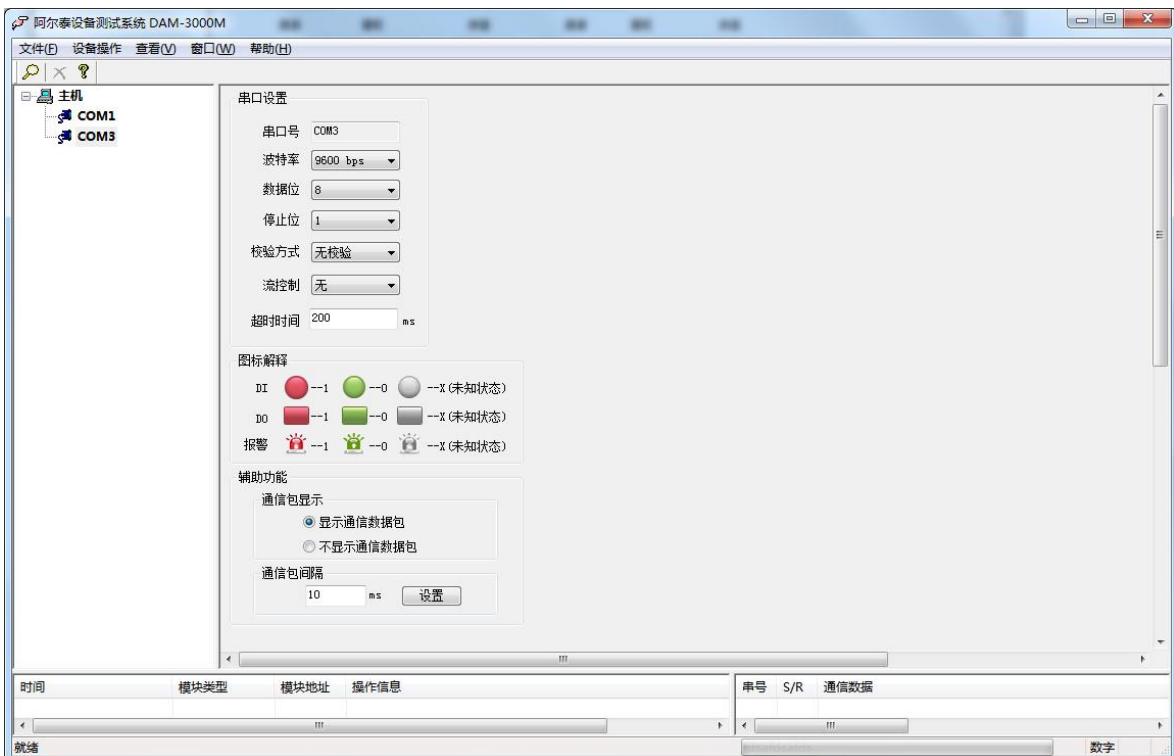 阿尔泰设备测试系统 DAM-3000M
文件(F) 设备操作 查看(V) 窗口(W) 帮助(H)
主机
COM1
COM3
串口设置
串口号 COM3
波特率 9600 bps
数据位 8
停止位 1
校验方式 无校验
流控制 无
超时时间 200 ms
图标解释
DI --1 --0 --X(未知状态)
DO --1 --0 --X(未知状态)
报警 --1 --0 --X(未知状态)
辅助功能
通信包显示
显示通信数据包
不显示通信数据包
通信包间隔
10 ms 设置
时间 模块类型 模块地址 操作信息
串号 S/R 通信数据
就绪 数字